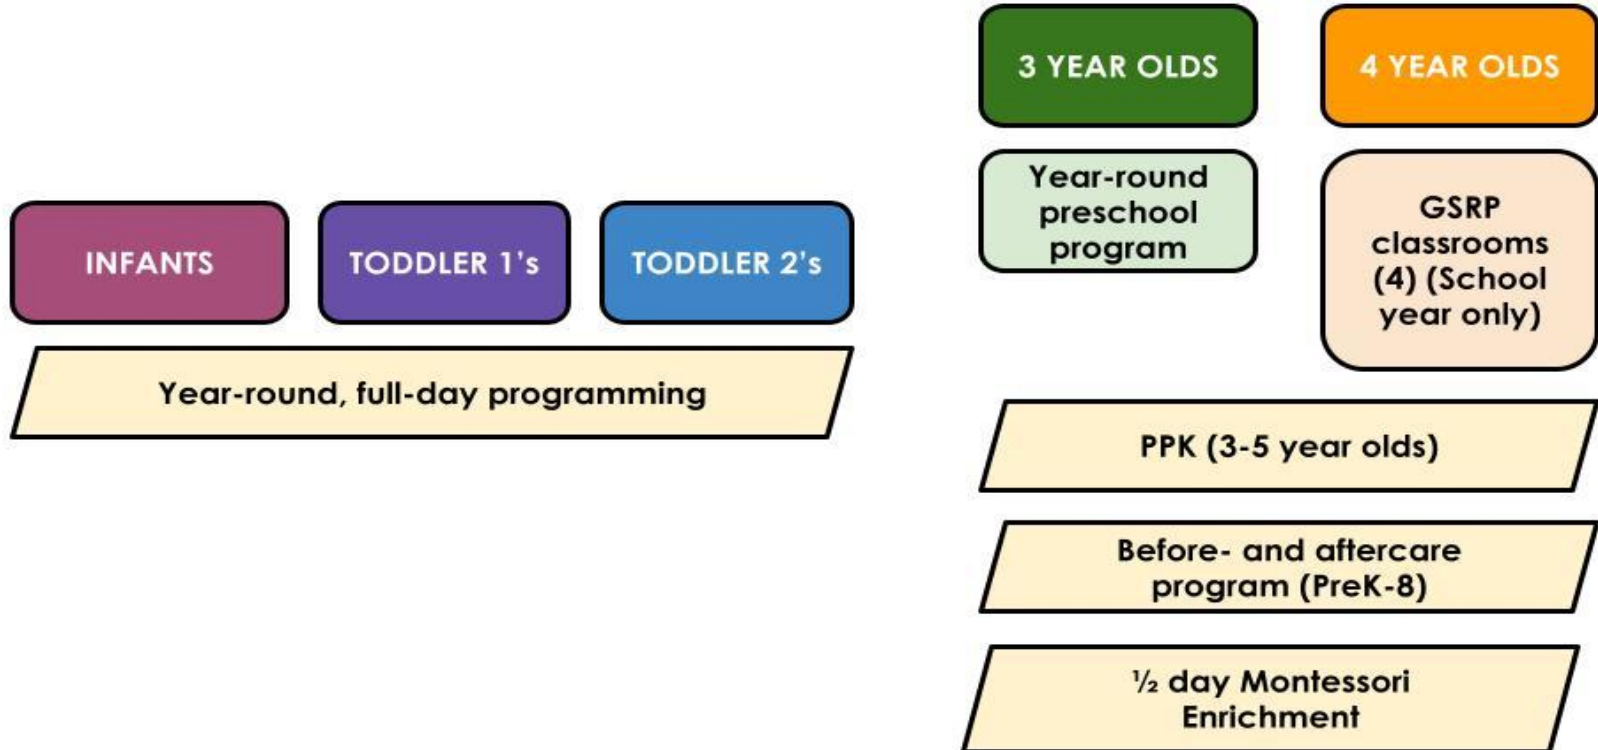 INFANTS
TODDLER 1’s
TODDLER 2’s
Year-round, full-day programming
3 YEAR OLDS
Year-round
preschool
program
4 YEAR OLDS
GSRP
classrooms
(4) (School
year only)
PPK (3-5 year olds)
Before- and aftercare
program (PreK-8)
½ day Montessori
Enrichment